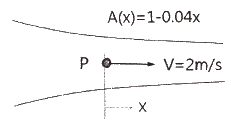 A(x)=1-0.04x
P V=2m/s
X